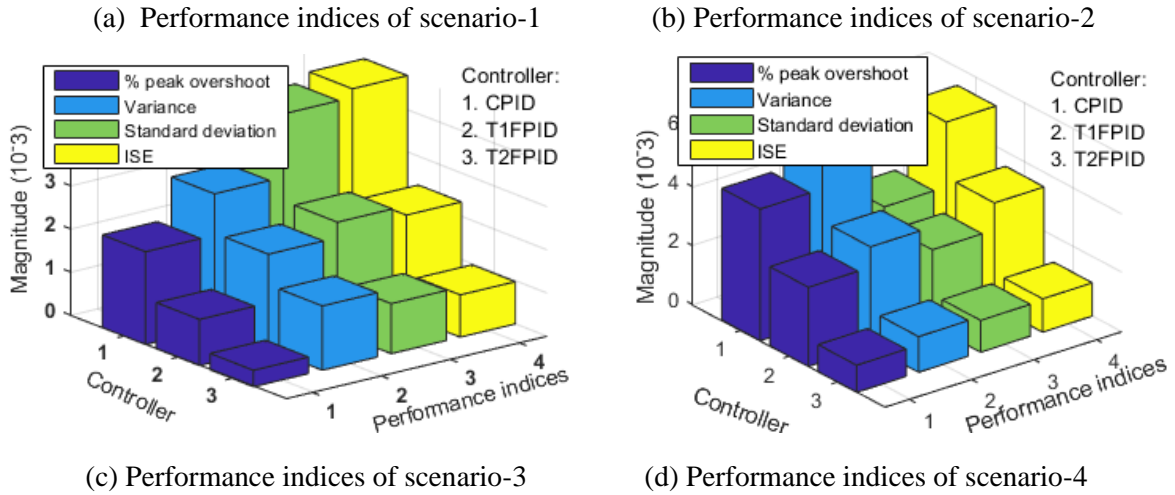 (a) Performance indices of scenario-1
(b) Performance indices of scenario-2
% peak overshoot
Variance
Standard deviation
ISE
Controller:
1. CPID
2. T1FPID
3. T2FPID
Magnitude (10⁻3)
3
2
1
0
1
2
3
Controller
1
2
3
4
Performance indices
% peak overshoot
Variance
Standard deviation
ISE
Controller:
1. CPID
2. T1FPID
3. T2FPID
Magnitude (10⁻3)
6
4
2
0
1
2
3
Controller
1
2
3
4
Performance indices
(c) Performance indices of scenario-3
(d) Performance indices of scenario-4